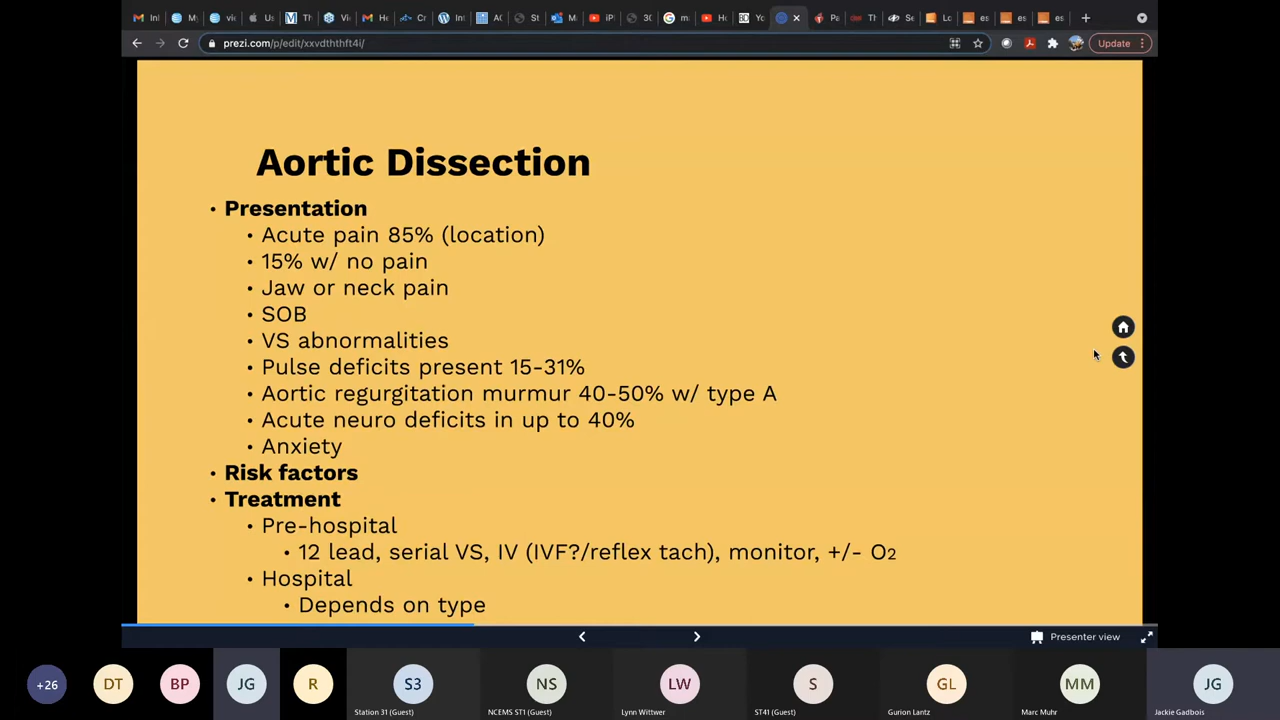 prezi.com/p/edit/xxvdththft4i/
Update
Aortic Dissection
• Presentation
• Acute pain 85% (location)
• 15% w/ no pain
• Jaw or neck pain
• SOB
• VS abnormalities
• Pulse deficits present 15-31%
• Aortic regurgitation murmur 40-50% w/ type A
• Acute neuro deficits in up to 40%
• Anxiety
• Risk factors
• Treatment
• Pre-hospital
• 12 lead, serial VS, IV (IVF?/reflex tach), monitor, +/- O2
• Hospital
• Depends on type
Presenter view
+26 DT BP JG R S3 NS LW S GL MM JG
Station 31 (Guest) NCEMS ST1 (Guest) Lynn Wittwer ST41 (Guest) Gurion Lantz Marc Muhr Jackie Gadbois